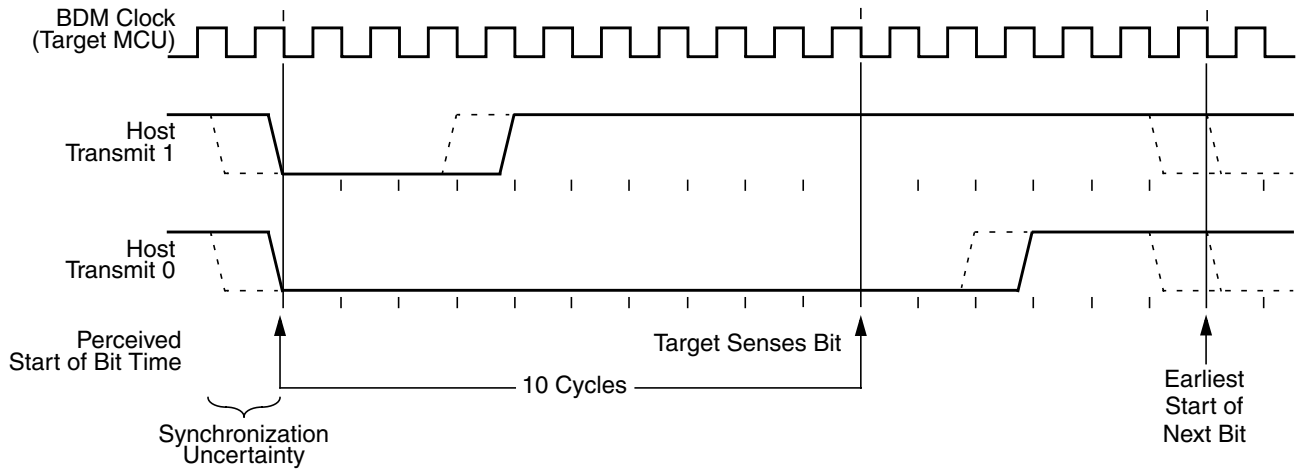 BDM Clock
(Target MCU)
Host
Transmit 1
Host
Transmit 0
Perceived
Start of Bit Time
Target Senses Bit
10 Cycles
Earliest
Start of
Next Bit
Synchronization
Uncertainty